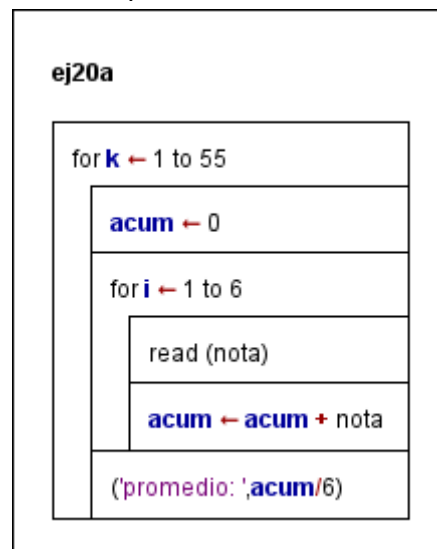 ej20a
for k ← 1 to 55
acum ← 0
for i ← 1 to 6
read (nota)
acum ← acum + nota
('promedio: ',acum/6)